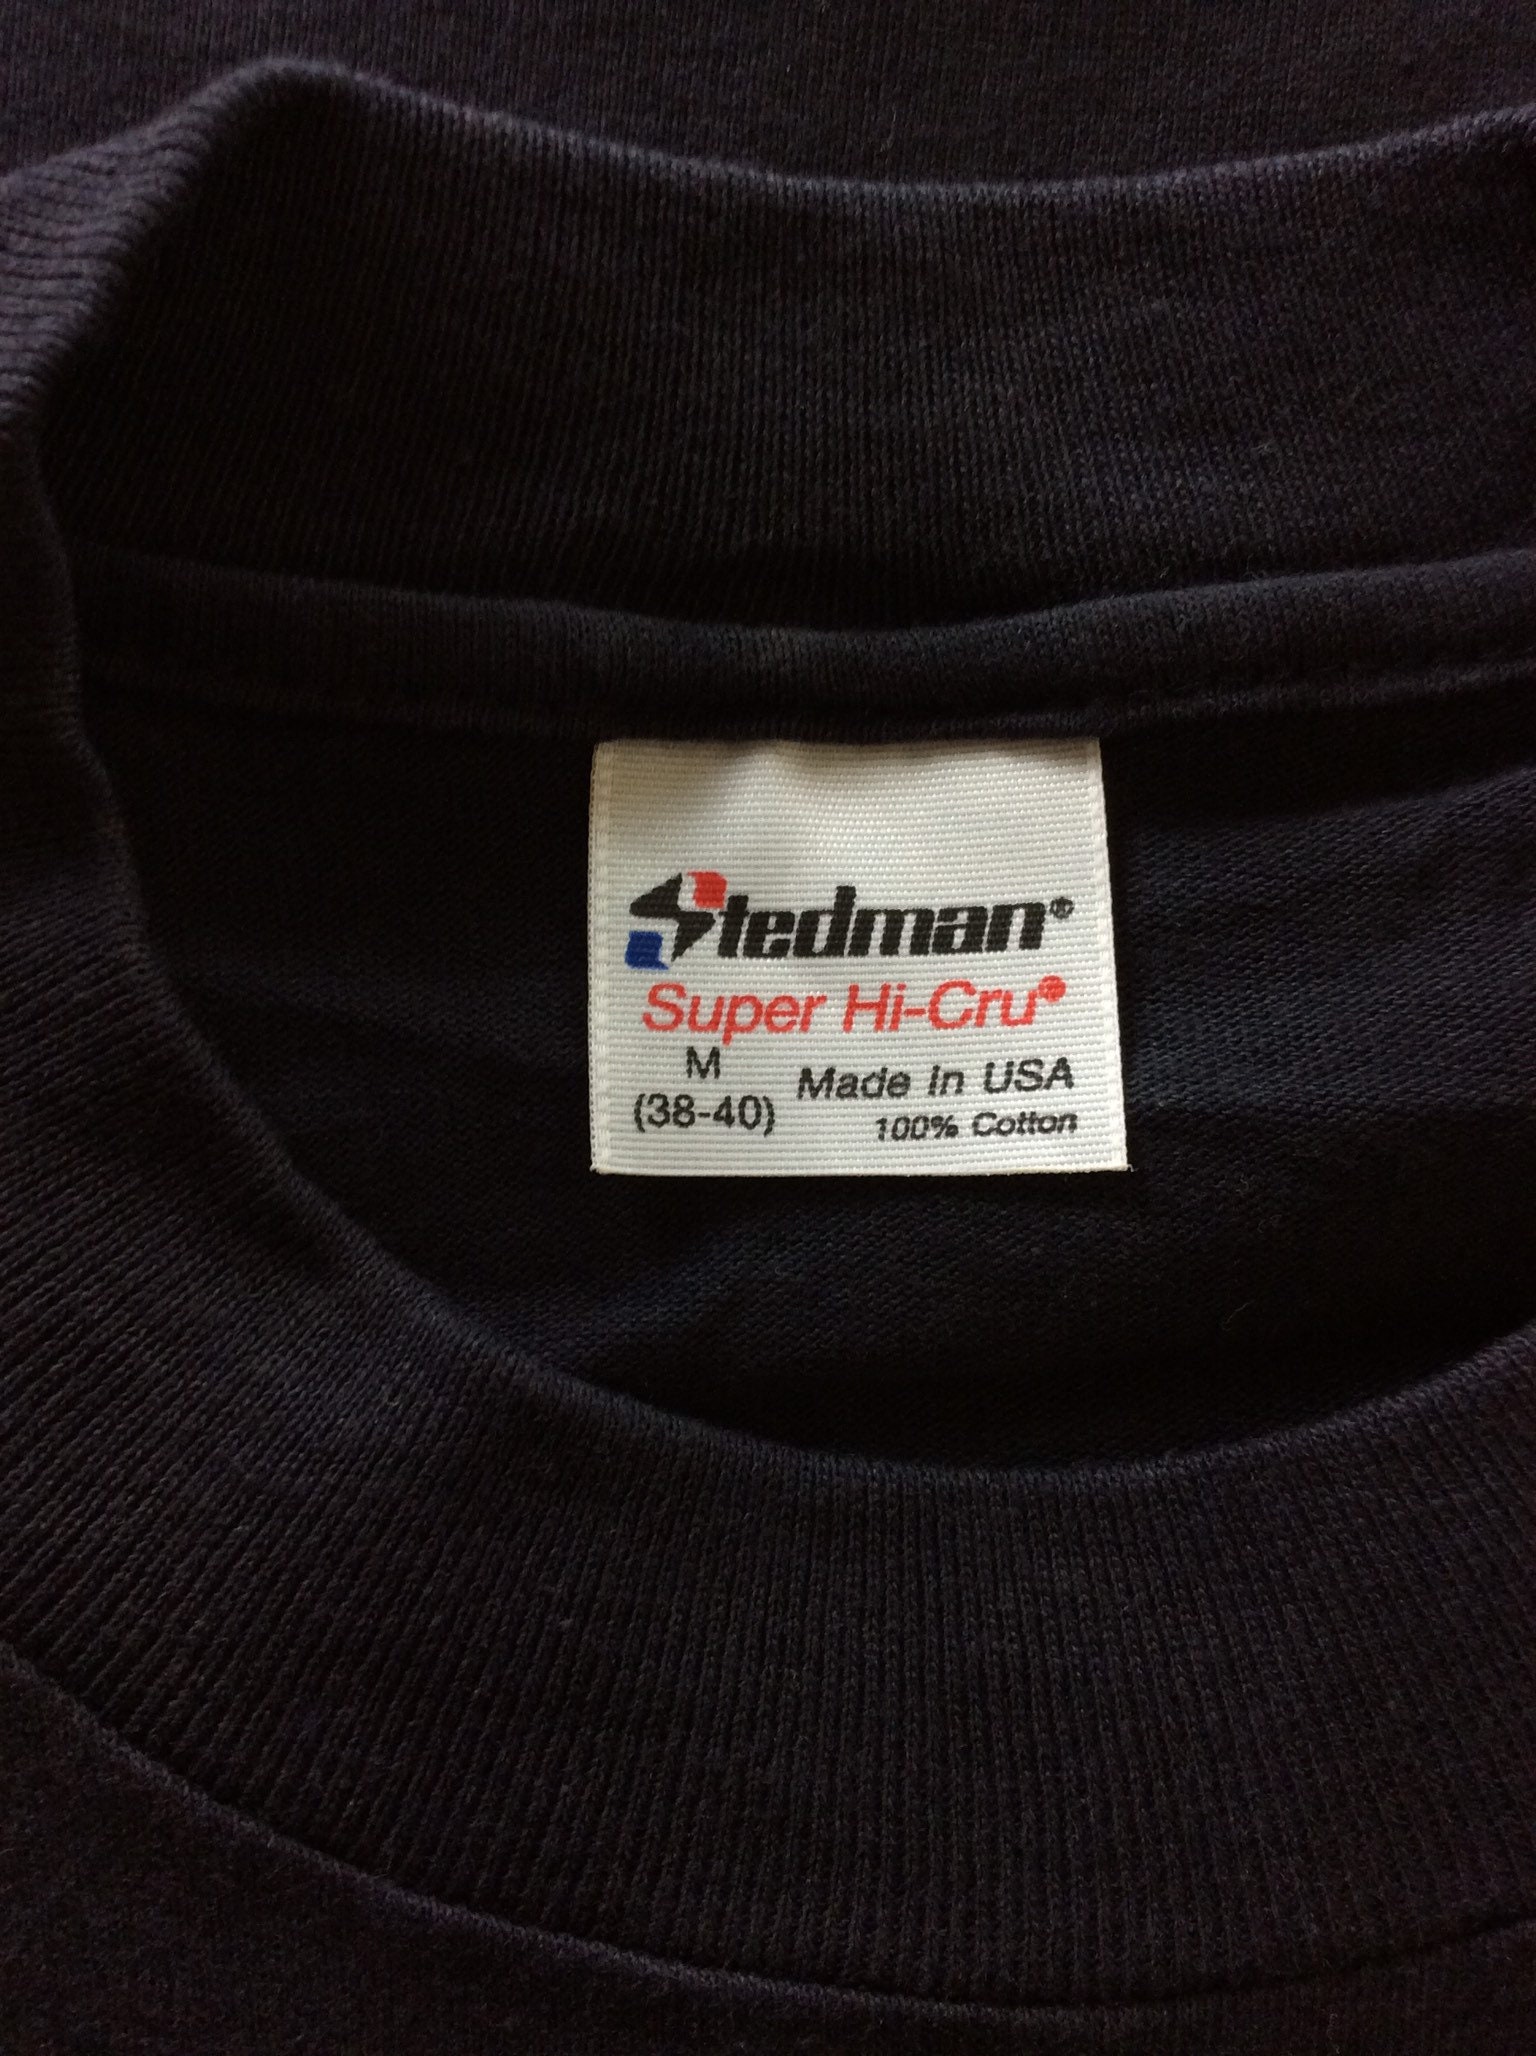 Stedman®
Super Hi-Cru®
M
(38-40)
Made in USA
100% Cotton